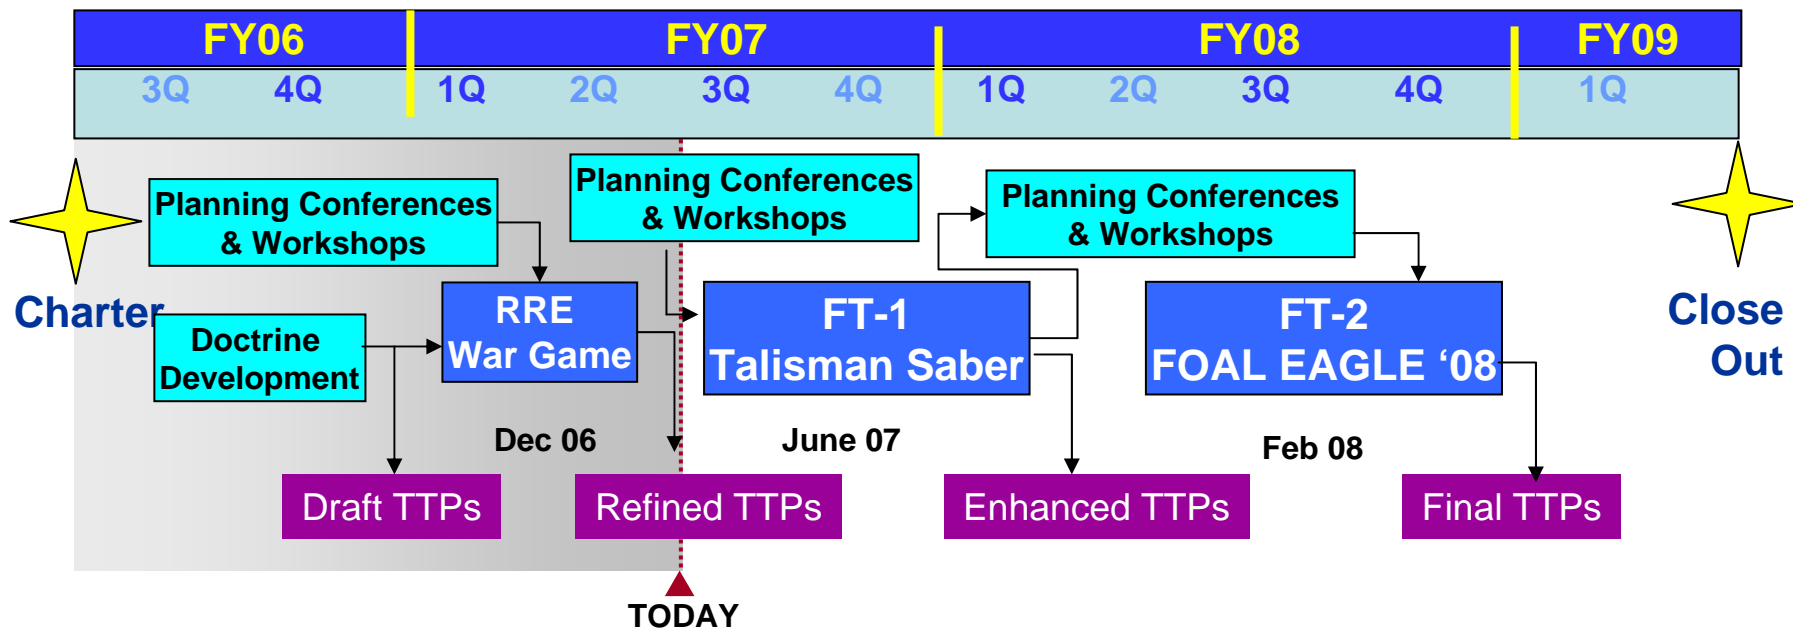 FY06 FY07 FY08 FY09
3Q 4Q 1Q 2Q 3Q 4Q 1Q 2Q 3Q 4Q 1Q
Planning Conferences
& Workshops
Planning Conferences
& Workshops
Planning Conferences
& Workshops
Charter
Close
Out
Doctrine
Development
RRE
War Game
FT-1
Talisman Saber
FT-2
FOAL EAGLE ‘08
Dec 06
June 07
Feb 08
Draft TTPs
Refined TTPs
Enhanced TTPs
Final TTPs
TODAY